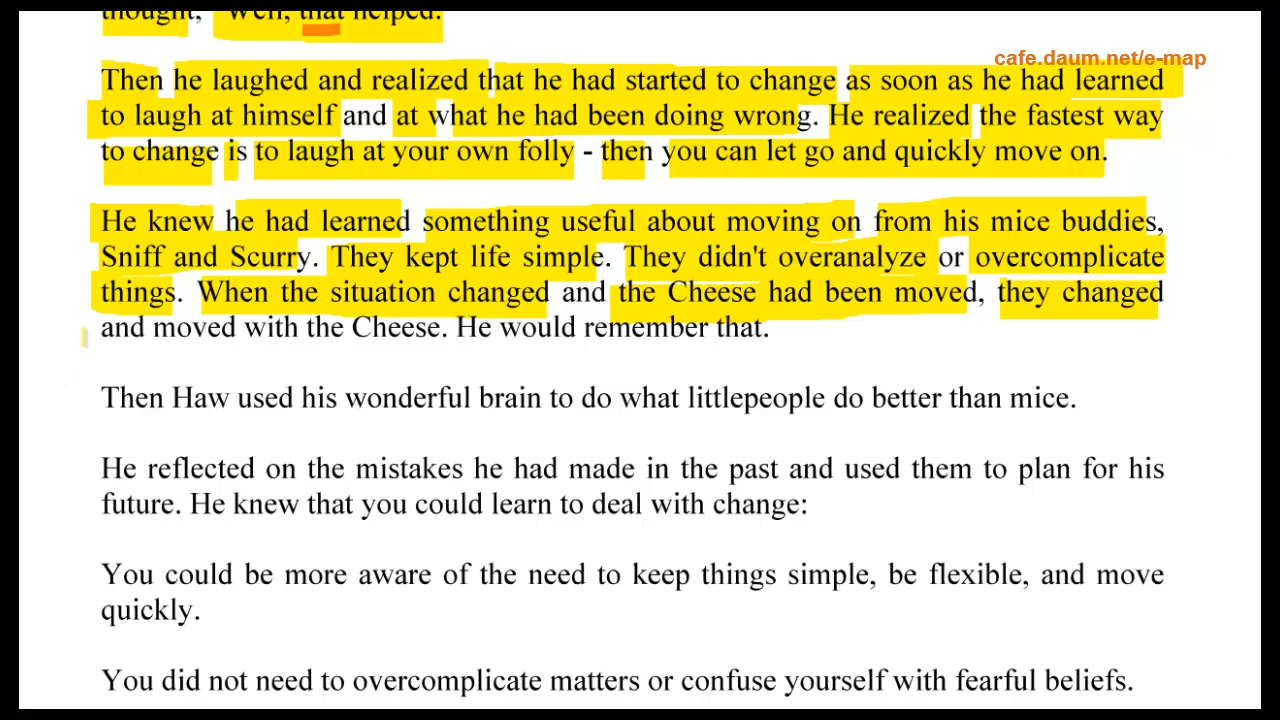 thought, "Well, that helped.
cafe.daum.net/e-map
Then he laughed and realized that he had started to change as soon as he had learned
to laugh at himself and at what he had been doing wrong. He realized the fastest way
to change is to laugh at your own folly - then you can let go and quickly move on.
He knew he had learned something useful about moving on from his mice buddies,
Sniff and Scurry. They kept life simple. They didn't overanalyze or overcomplicate
things. When the situation changed and the Cheese had been moved, they changed
and moved with the Cheese. He would remember that.
Then Haw used his wonderful brain to do what littlepeople do better than mice.
He reflected on the mistakes he had made in the past and used them to plan for his
future. He knew that you could learn to deal with change:
You could be more aware of the need to keep things simple, be flexible, and move
quickly.
You did not need to overcomplicate matters or confuse yourself with fearful beliefs.